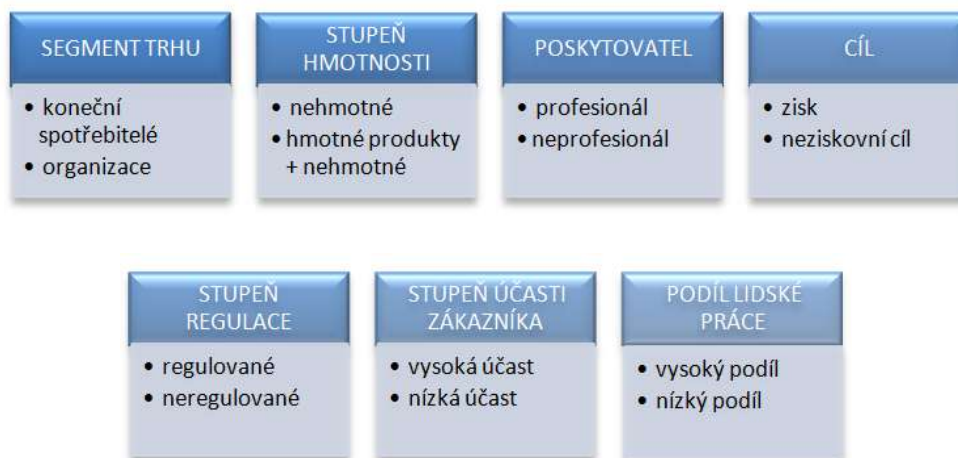 SEGMENT TRHU
• koneční
spotřebitelé
• organizace
STUPEŇ
HMOTNOSTI
• nehmotné
• hmotné produkty
+ nehmotné
POSKYTOVATEL
• profesionál
• neprofesionál
CÍL
• zisk
• neziskovní cíl
STUPEŇ
REGULACE
• regulované
• neregulované
STUPEŇ ÚČASTI
ZÁKAZNÍKA
• vysoká účast
• nízká účast
PODÍL LIDSKÉ
PRÁCE
• vysoký podíl
• nízký podíl